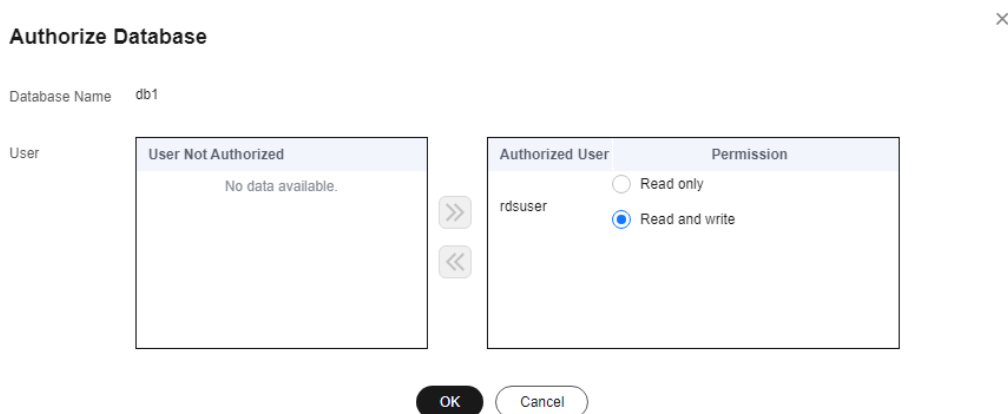 Authorize Database
Database Name db1
User
User Not Authorized
No data available.
Authorized User Permission
rdsuser
Read only
Read and write
OK Cancel